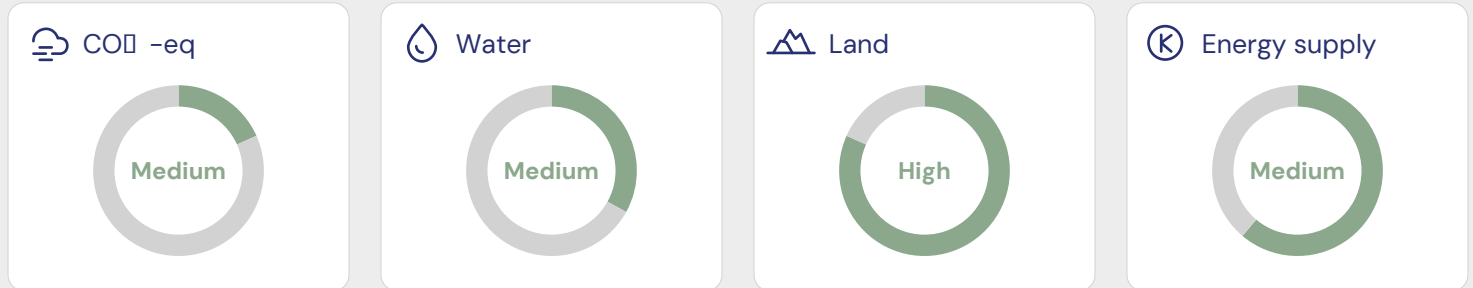 CO▯ -eq
Medium
Water
Medium
Land
High
Energy supply
Medium